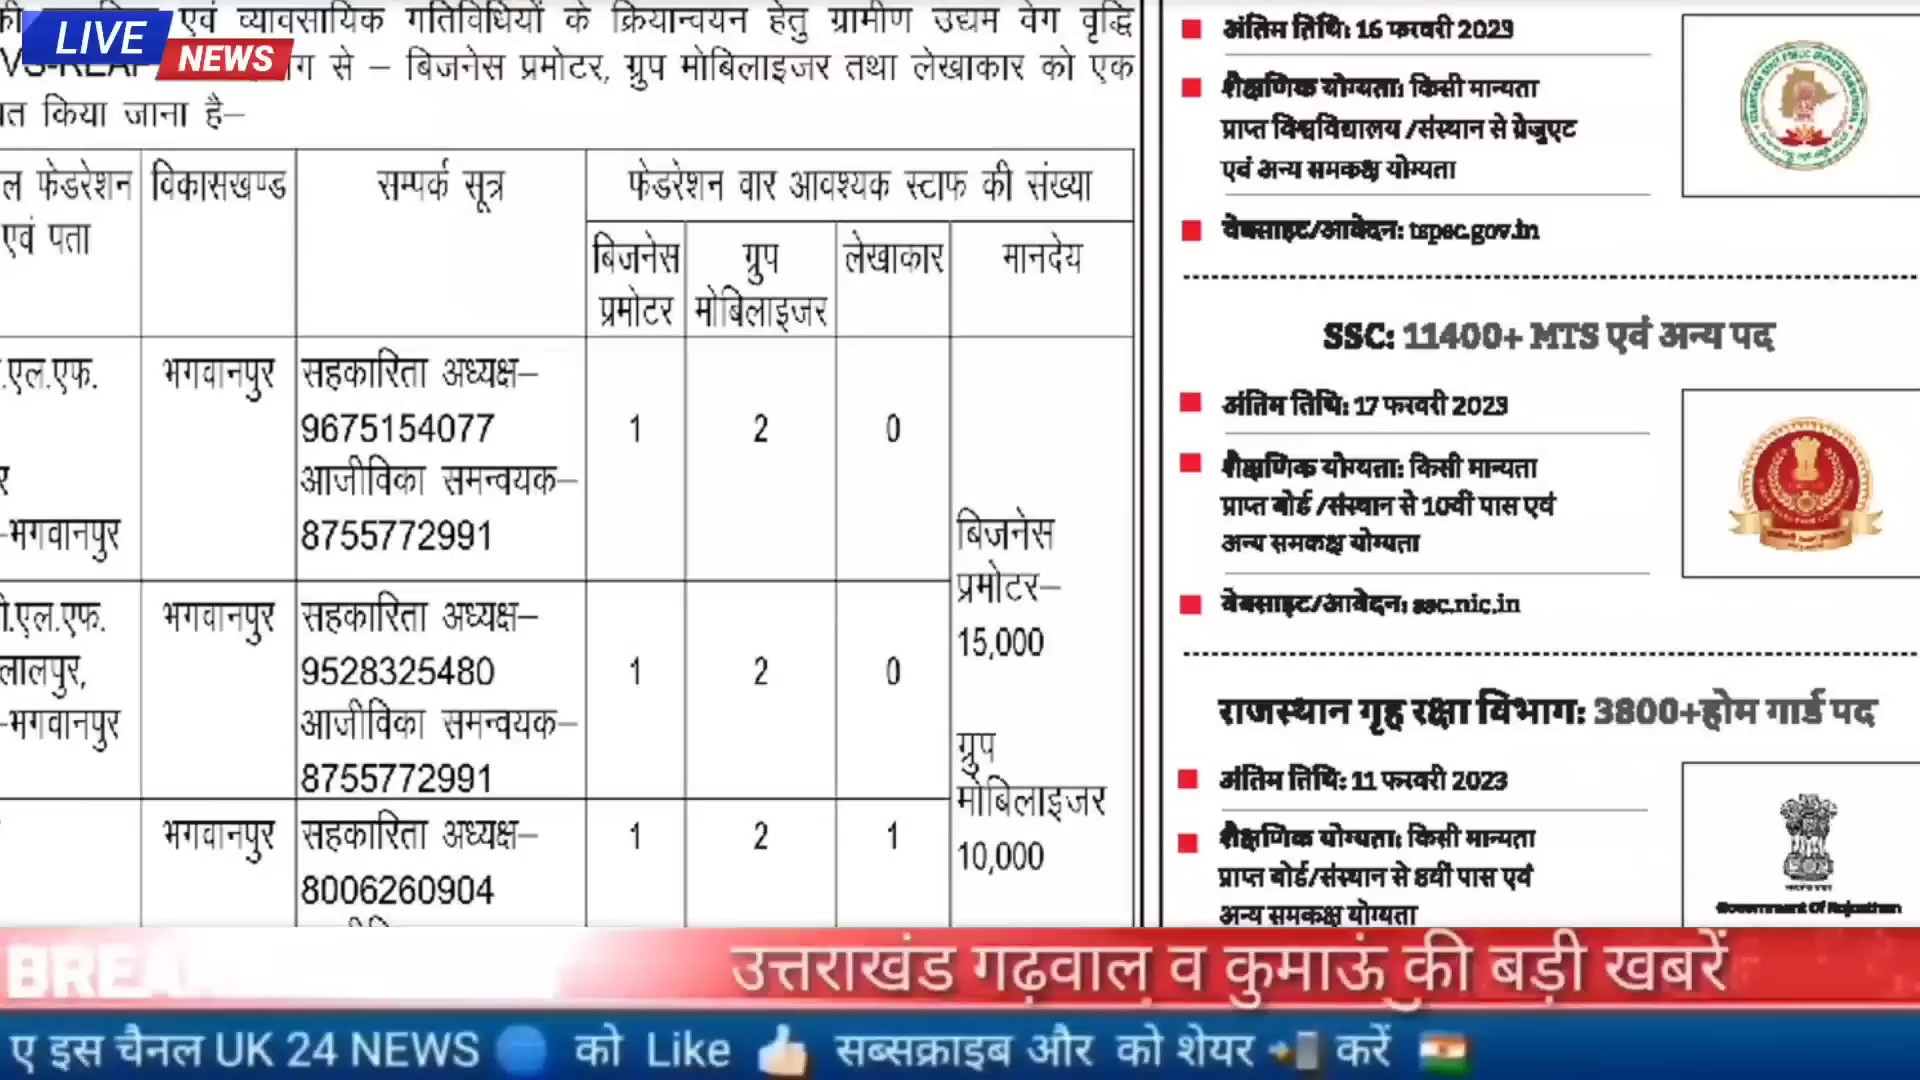 LIVE
NEWS
एवं व्यावसायिक गतिविधियों के क्रियान्वयन हेतु ग्रामीण उद्यम वेग वृद्धि
से – बिजनेस प्रमोटर, ग्रुप मोबिलाइजर तथा लेखाकार को एक
किया जाना है–
फेडरेशन
एवं पता
विकासखण्ड
सम्पर्क सूत्र
फेडरेशन वार आवश्यक स्टाफ की संख्या
बिजनेस
प्रमोटर
ग्रुप
मोबिलाइजर
लेखाकार
मानदेय
.एल.एफ.
–भगवानपुर
भगवानपुर
सहकारिता अध्यक्ष–
9675154077
आजीविका समन्वयक–
8755772991
1
2
0
.एल.एफ.
लालपुर,
–भगवानपुर
भगवानपुर
सहकारिता अध्यक्ष–
9528325480
आजीविका समन्वयक–
8755772991
1
2
0
भगवानपुर
सहकारिता अध्यक्ष–
8006260904
1
2
1
बिजनेस
प्रमोटर–
15,000
ग्रुप
मोबिलाइजर
10,000
अंतिम तिथि: 16 फरवरी 2023
शैक्षणिक योग्यता: किसी मान्यता
प्राप्त विश्वविद्यालय /संस्थान से ग्रेजुएट
एवं अन्य समकक्ष योग्यता
वेबसाइट/आवेदन: tspsc.gov.in
SSC: 11400+ MTS एवं अन्य पद
अंतिम तिथि: 17 फरवरी 2023
शैक्षणिक योग्यता: किसी मान्यता
प्राप्त बोर्ड /संस्थान से 10वीं पास एवं
अन्य समकक्ष योग्यता
वेबसाइट/आवेदन: ssc.nic.in
राजस्थान गृह रक्षा विभाग: 3800+होम गार्ड पद
अंतिम तिथि: 11 फरवरी 2023
शैक्षणिक योग्यता: किसी मान्यता
प्राप्त बोर्ड/संस्थान से 8वीं पास एवं
अन्य समकक्ष योग्यता
Government Of Rajasthan
उत्तराखंड गढ़वाल व कुमाऊं की बड़ी खबरें
ए इस चैनल UK 24 NEWS को Like सब्सक्राइब और को शेयर करें